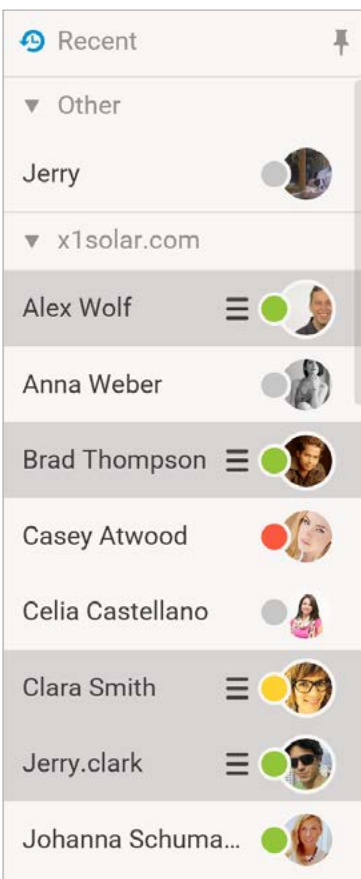 Recent
Other
Jerry
x1solar.com
Alex Wolf
Anna Weber
Brad Thompson
Casey Atwood
Celia Castellano
Clara Smith
Jerry.clark
Johanna Schuma...